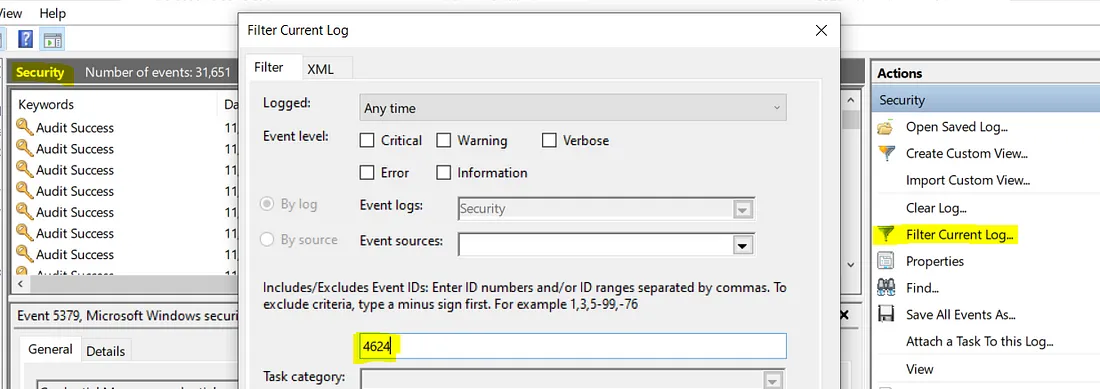 View Help
Filter Current Log
Security Number of events: 31,651
Keywords Da
Audit Success 11,
Audit Success 11,
Audit Success 11,
Audit Success 11,
Audit Success 11,
Audit Success 11,
Audit Success 11,
Audit Success 11,
Event 5379, Microsoft Windows securi
General Details
Filter XML
Logged: Any time
Event level: Critical Warning Verbose
Error Information
By log Event logs: Security
By source Event sources:
Includes/Excludes Event IDs: Enter ID numbers and/or ID ranges separated by commas. To
exclude criteria, type a minus sign first. For example 1,3,5-99,-76
4624
Task category:
Actions
Security
Open Saved Log...
Create Custom View...
Import Custom View...
Clear Log...
Filter Current Log...
Properties
Find...
Save All Events As...
Attach a Task To this Log...
View